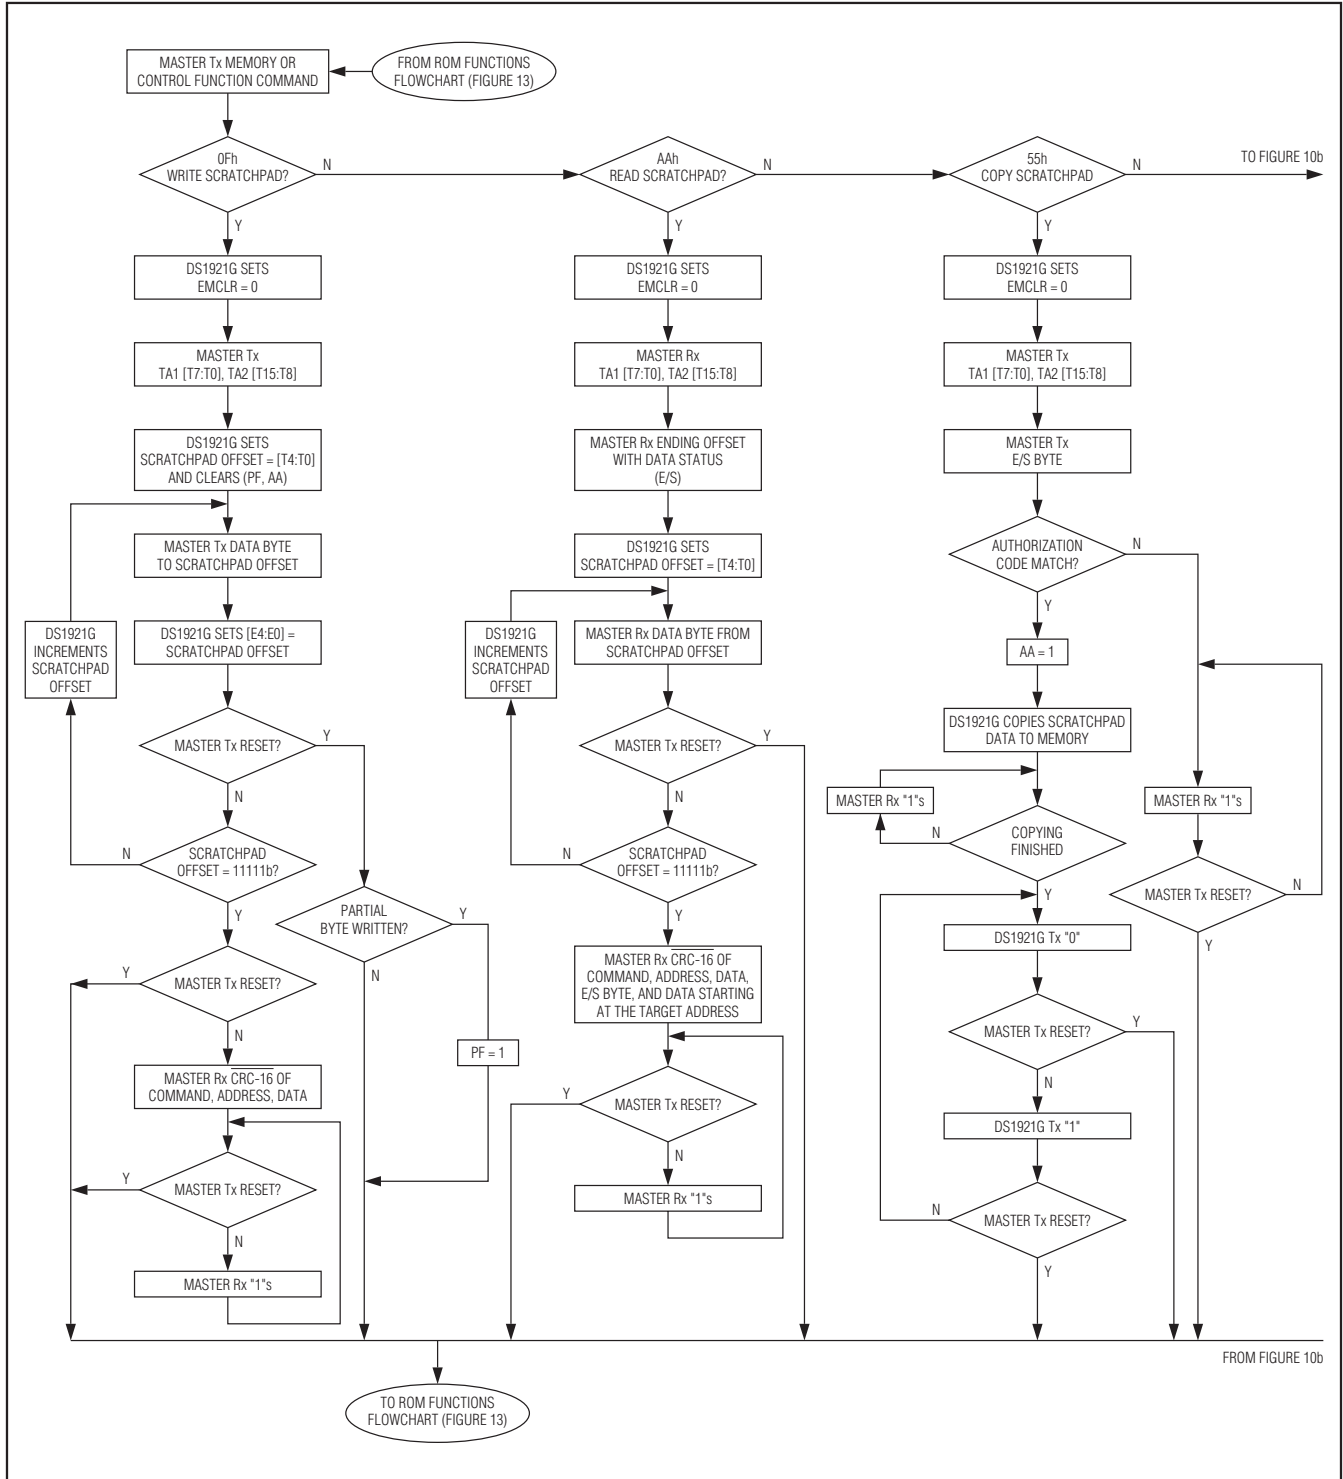 MASTER Tx MEMORY OR
CONTROL FUNCTION COMMAND
FROM ROM FUNCTIONS
FLOWCHART (FIGURE 13)
0Fh
WRITE SCRATCHPAD?
N
Y
AAh
READ SCRATCHPAD?
N
Y
55h
COPY SCRATCHPAD
N
Y
TO FIGURE 10b
DS1921G SETS
EMCLR = 0
MASTER Tx
TA1 [T7:T0], TA2 [T15:T8]
DS1921G SETS
SCRATCHPAD OFFSET = [T4:T0]
AND CLEARS (PF, AA)
MASTER Tx DATA BYTE
TO SCRATCHPAD OFFSET
DS1921G SETS [E4:E0] =
SCRATCHPAD OFFSET
DS1921G
INCREMENTS
SCRATCHPAD
OFFSET
MASTER Tx RESET?
Y
N
SCRATCHPAD
OFFSET = 11111b?
N
Y
PARTIAL
BYTE WRITTEN?
Y
N
PF = 1
MASTER Tx RESET?
Y
N
MASTER Rx CRC-16 OF
COMMAND, ADDRESS, DATA
MASTER Tx RESET?
Y
N
MASTER Rx "1"s
DS1921G SETS
EMCLR = 0
MASTER Rx
TA1 [T7:T0], TA2 [T15:T8]
MASTER Rx ENDING OFFSET
WITH DATA STATUS
(E/S)
DS1921G SETS
SCRATCHPAD OFFSET = [T4:T0]
MASTER Rx DATA BYTE FROM
SCRATCHPAD OFFSET
DS1921G
INCREMENTS
SCRATCHPAD
OFFSET
MASTER Tx RESET?
Y
N
SCRATCHPAD
OFFSET = 11111b?
N
Y
MASTER Rx CRC-16 OF
COMMAND, ADDRESS, DATA,
E/S BYTE, AND DATA STARTING
AT THE TARGET ADDRESS
MASTER Tx RESET?
Y
N
MASTER Rx "1"s
DS1921G SETS
EMCLR = 0
MASTER Tx
TA1 [T7:T0], TA2 [T15:T8]
MASTER Tx
E/S BYTE
AUTHORIZATION
CODE MATCH?
N
Y
AA = 1
DS1921G COPIES SCRATCHPAD
DATA TO MEMORY
MASTER Rx "1"s
COPYING
FINISHED
N
Y
MASTER Rx "1"s
MASTER Tx RESET?
N
Y
DS1921G Tx "0"
MASTER Tx RESET?
Y
N
DS1921G Tx "1"
MASTER Tx RESET?
N
Y
FROM FIGURE 10b
TO ROM FUNCTIONS
FLOWCHART (FIGURE 13)